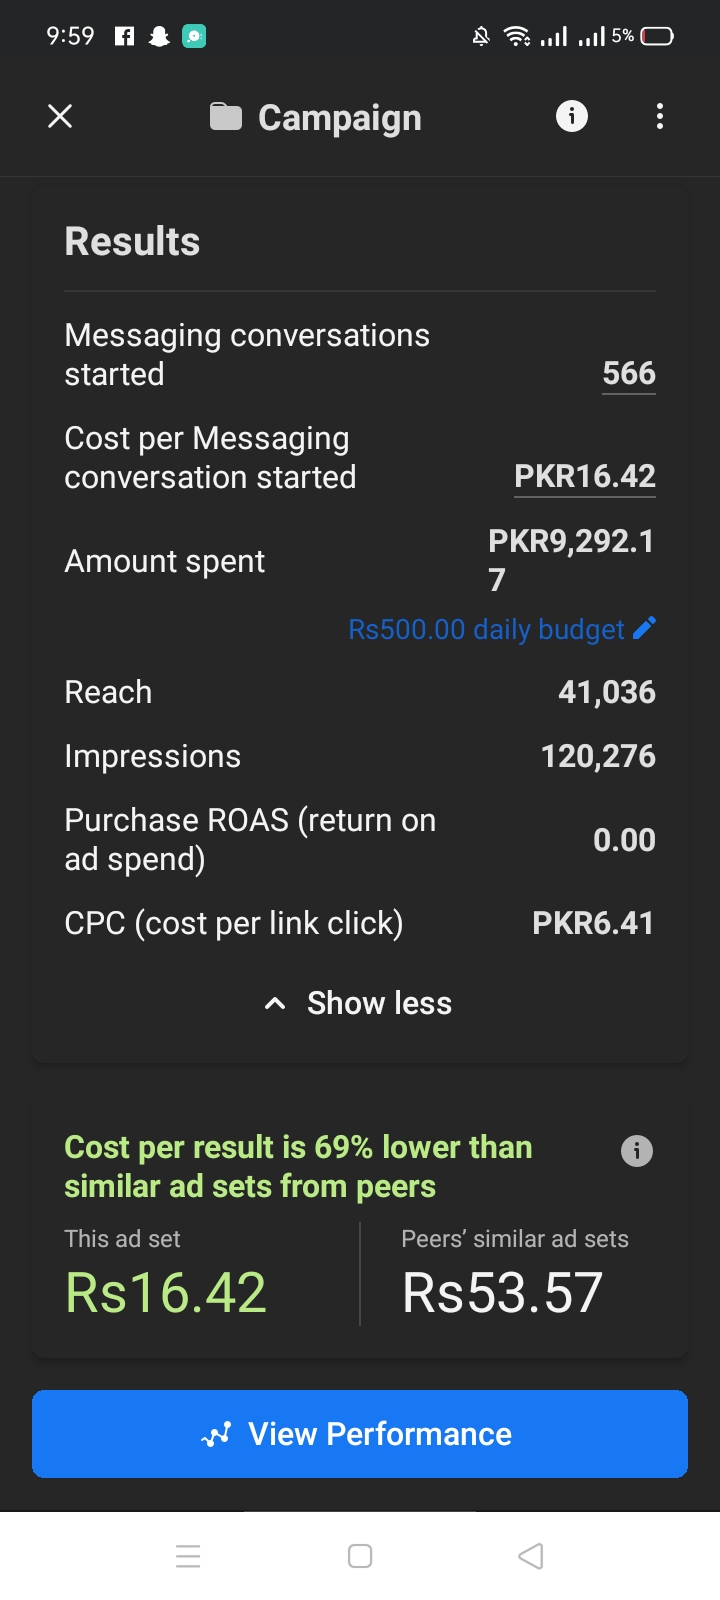 9:59
5%
Campaign
Results
Messaging conversations
started
566
Cost per Messaging
conversation started
PKR16.42
Amount spent
PKR9,292.1
7
Rs500.00 daily budget
Reach
41,036
Impressions
120,276
Purchase ROAS (return on
ad spend)
0.00
CPC (cost per link click)
PKR6.41
Show less
Cost per result is 69% lower than
similar ad sets from peers
This ad set
Peers’ similar ad sets
Rs16.42
Rs53.57
View Performance